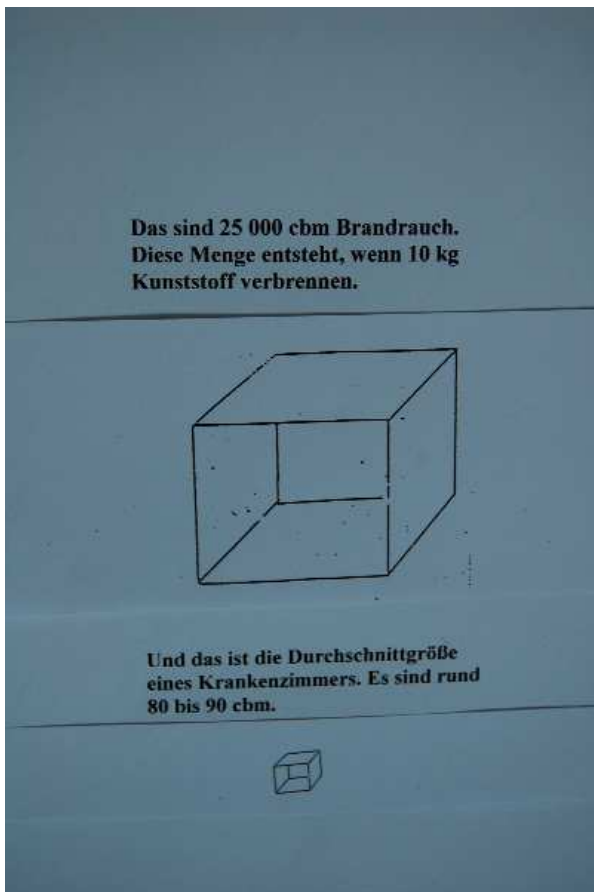 Das sind 25 000 cbm Brandrauch.
Diese Menge entsteht, wenn 10 kg
Kunststoff verbrennen.
Und das ist die Durchschnittgröße
eines Krankenzimmers. Es sind rund
80 bis 90 cbm.